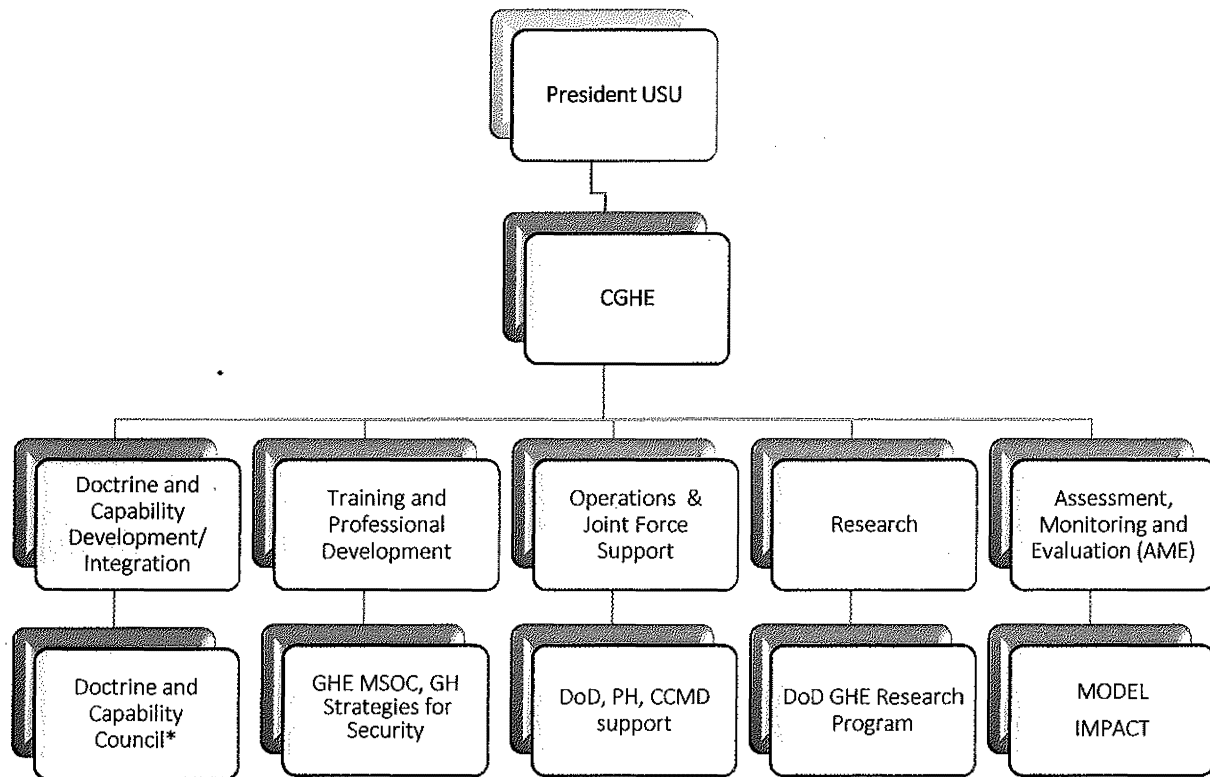 President USU
CGHE
Doctrine and
Capability
Development/
Integration
Training and
Professional
Development
Operations &
Joint Force
Support
Research
Assessment,
Monitoring and
Evaluation (AME)
Doctrine and
Capability
Council*
GHE MSOC, GH
Strategies for
Security
DoD, PH, CCMD
support
DoD GHE Research
Program
MODEL
IMPACT